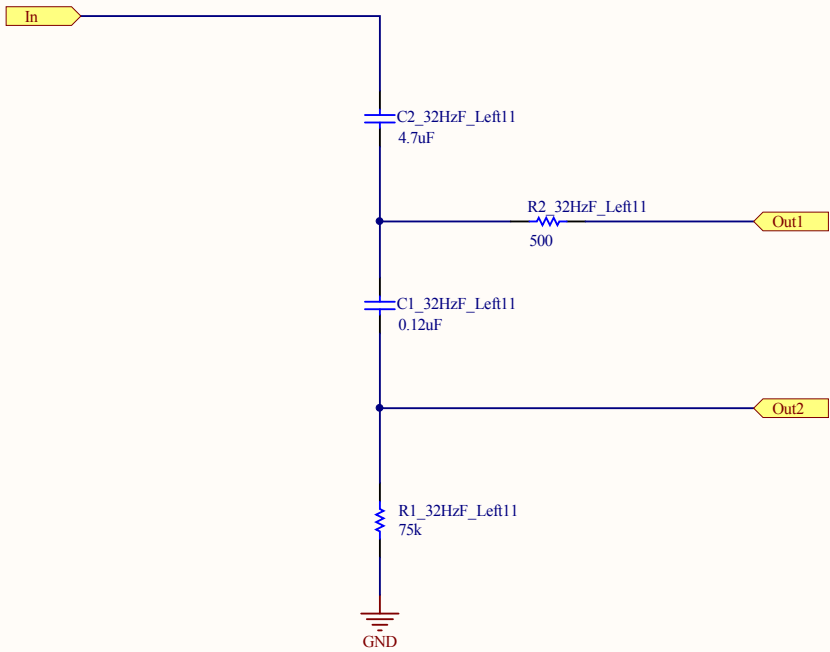 In
C2_32HzF_Left11
4.7uF
R2_32HzF_Left11
500
Out1
C1_32HzF_Left11
0.12uF
Out2
R1_32HzF_Left11
75k
GND